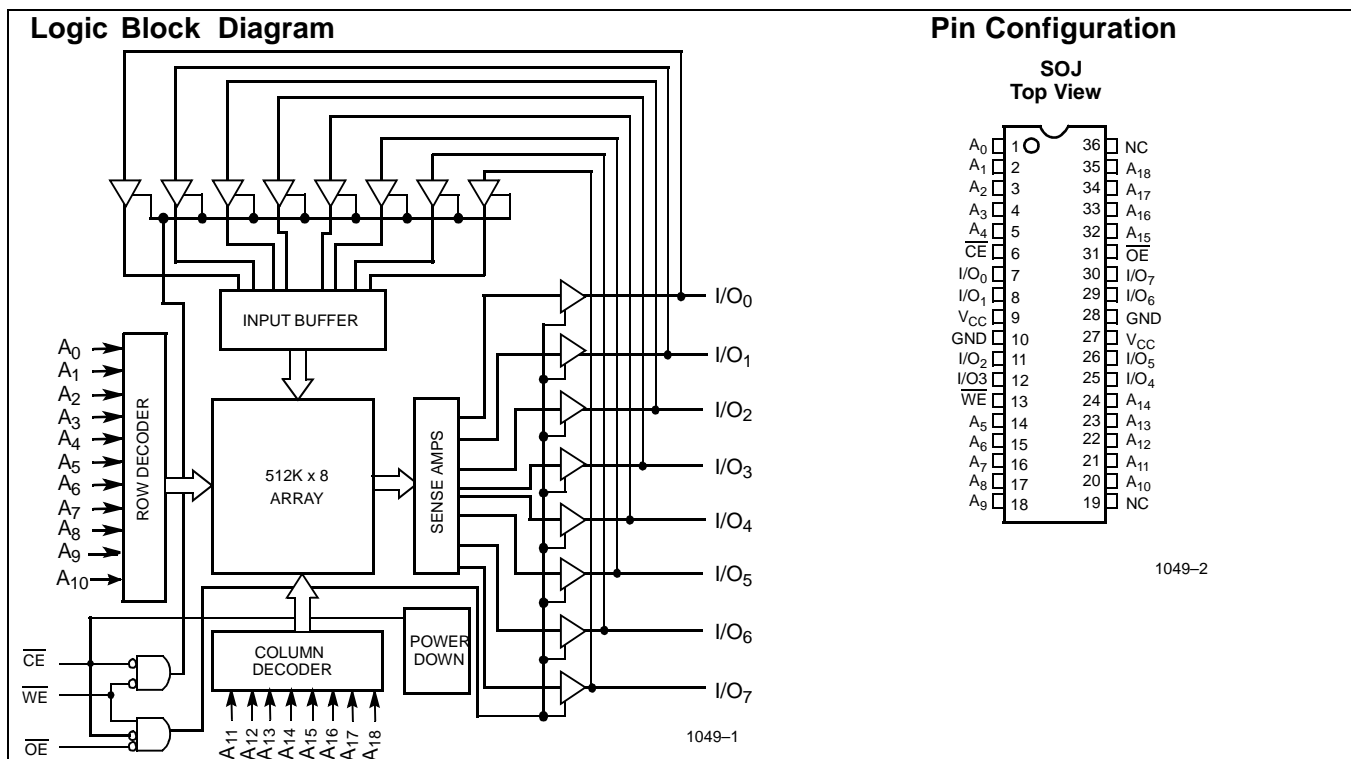 Logic Block Diagram
INPUT BUFFER
A0
A1
A2
A3
A4
A5
A6
A7
A8
A9
A10
ROW DECODER
512K x 8
ARRAY
SENSE AMPS
I/O0
I/O1
I/O2
I/O3
I/O4
I/O5
I/O6
I/O7
COLUMN
DECODER
POWER
DOWN
CE
WE
OE
A11
A12
A13
A14
A15
A16
A17
A18
1049–1
Pin Configuration
SOJ
Top View
A0 1 36 NC
A1 2 35 A18
A2 3 34 A17
A3 4 33 A16
A4 5 32 A15
CE 6 31 OE
I/O0 7 30 I/O7
I/O1 8 29 I/O6
VCC 9 28 GND
GND 10 27 VCC
I/O2 11 26 I/O5
I/O3 12 25 I/O4
WE 13 24 A14
A5 14 23 A13
A6 15 22 A12
A7 16 21 A11
A8 17 20 A10
A9 18 19 NC
1049–2